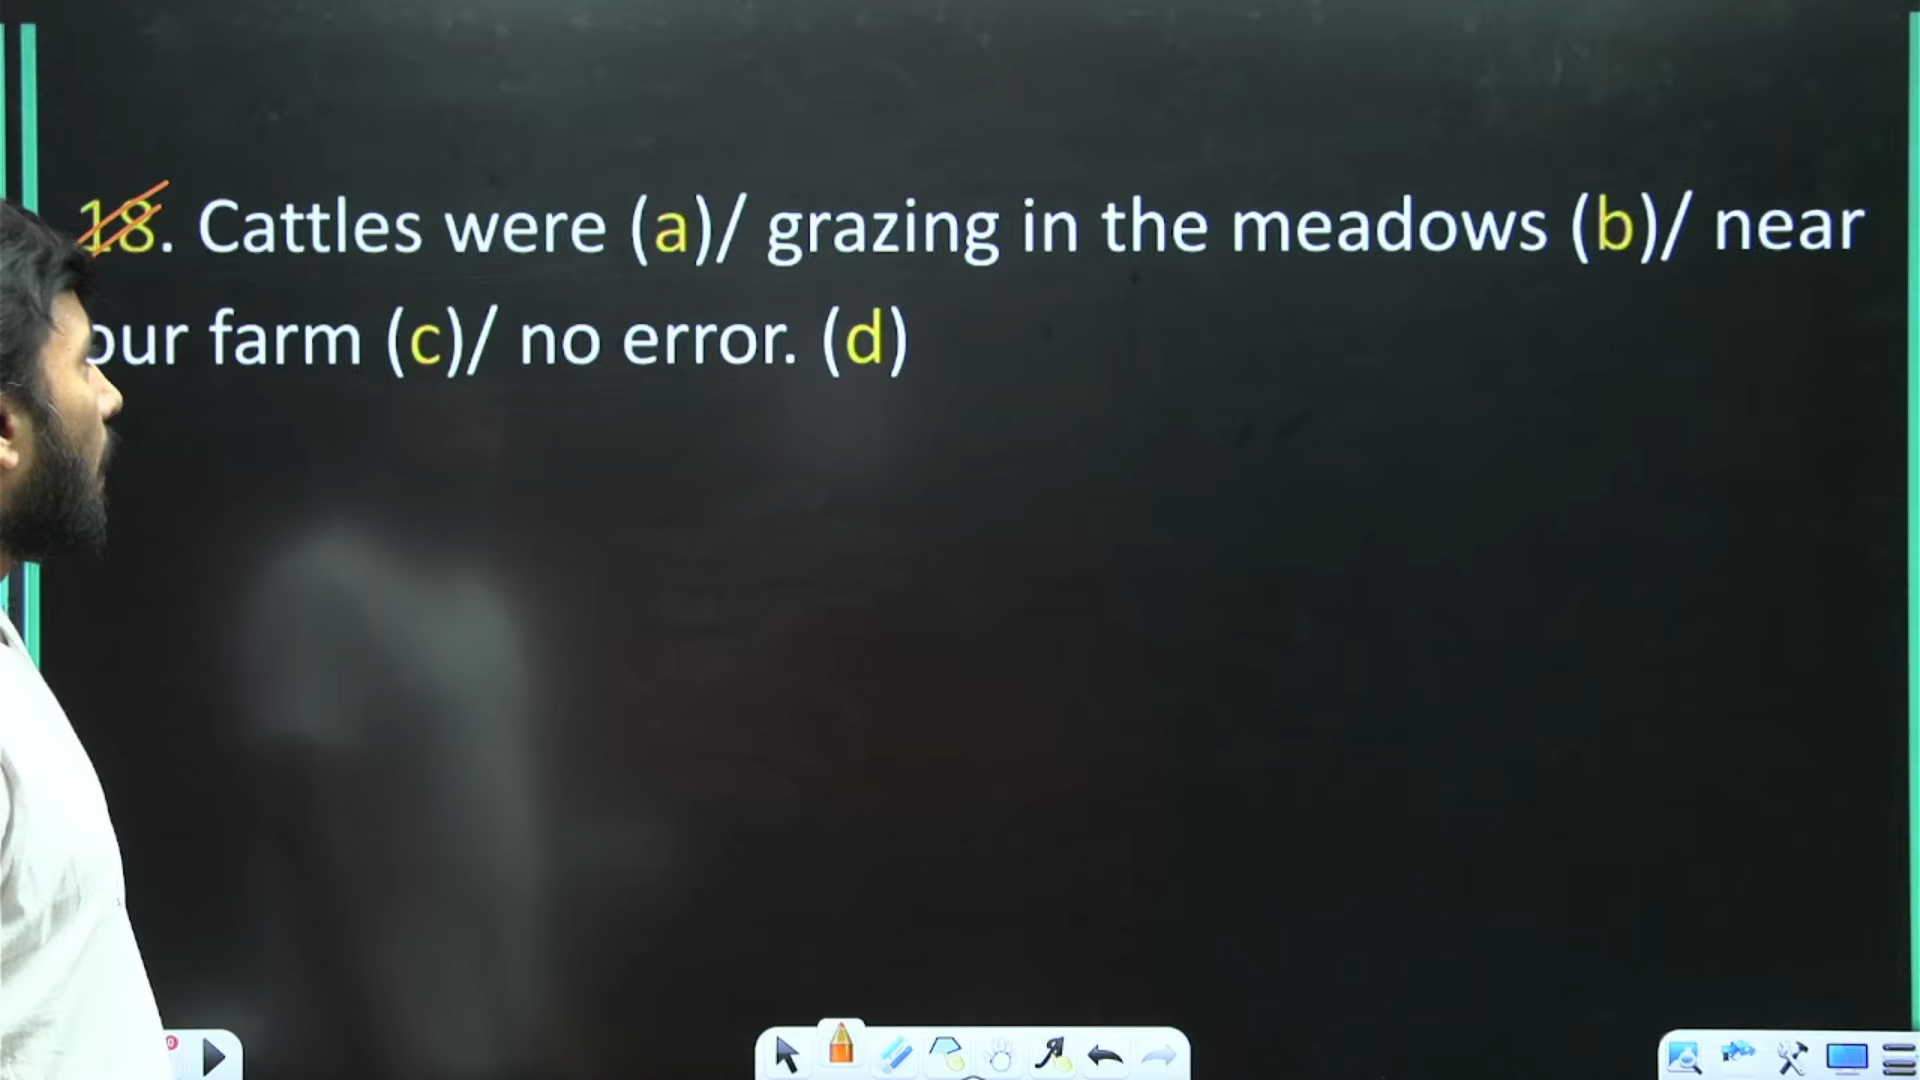 18. Cattles were (a)/ grazing in the meadows (b)/ near
our farm (c)/ no error. (d)